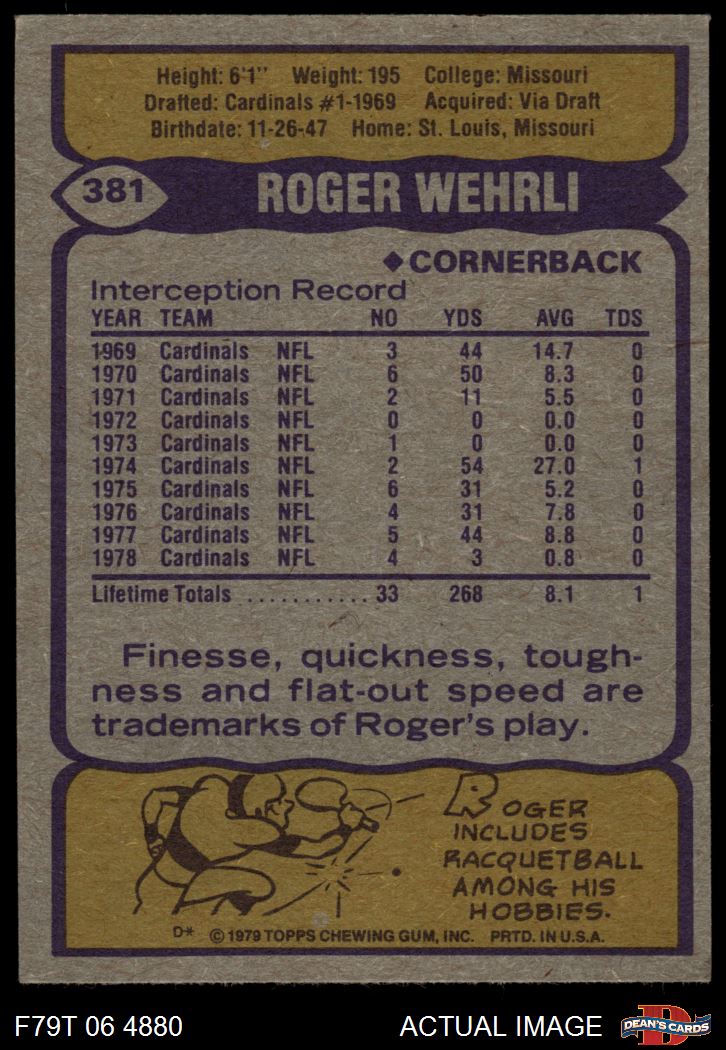 Height: 6'1" Weight: 195 College: Missouri
Drafted: Cardinals #1-1969 Acquired: Via Draft
Birthdate: 11-26-47 Home: St. Louis, Missouri
381 ROGER WEHRLI
◆CORNERBACK
Interception Record
YEAR TEAM NO YDS AVG TDS
1969 Cardinals NFL 3 44 14.7 0
1970 Cardinals NFL 6 50 8.3 0
1971 Cardinals NFL 2 11 5.5 0
1972 Cardinals NFL 0 0 0.0 0
1973 Cardinals NFL 1 0 0.0 0
1974 Cardinals NFL 2 54 27.0 1
1975 Cardinals NFL 6 31 5.2 0
1976 Cardinals NFL 4 31 7.8 0
1977 Cardinals NFL 5 44 8.8 0
1978 Cardinals NFL 4 3 0.8 0
Lifetime Totals ........... 33 268 8.1 1
Finesse, quickness, tough-
ness and flat-out speed are
trademarks of Roger's play.
ROGER
INCLUDES
RACQUETBALL
AMONG HIS
HOBBIES.
D* © 1979 TOPPS CHEWING GUM, INC. PRTD. IN U.S.A.
F79T 06 4880 ACTUAL IMAGE D DEAN'S CARDS